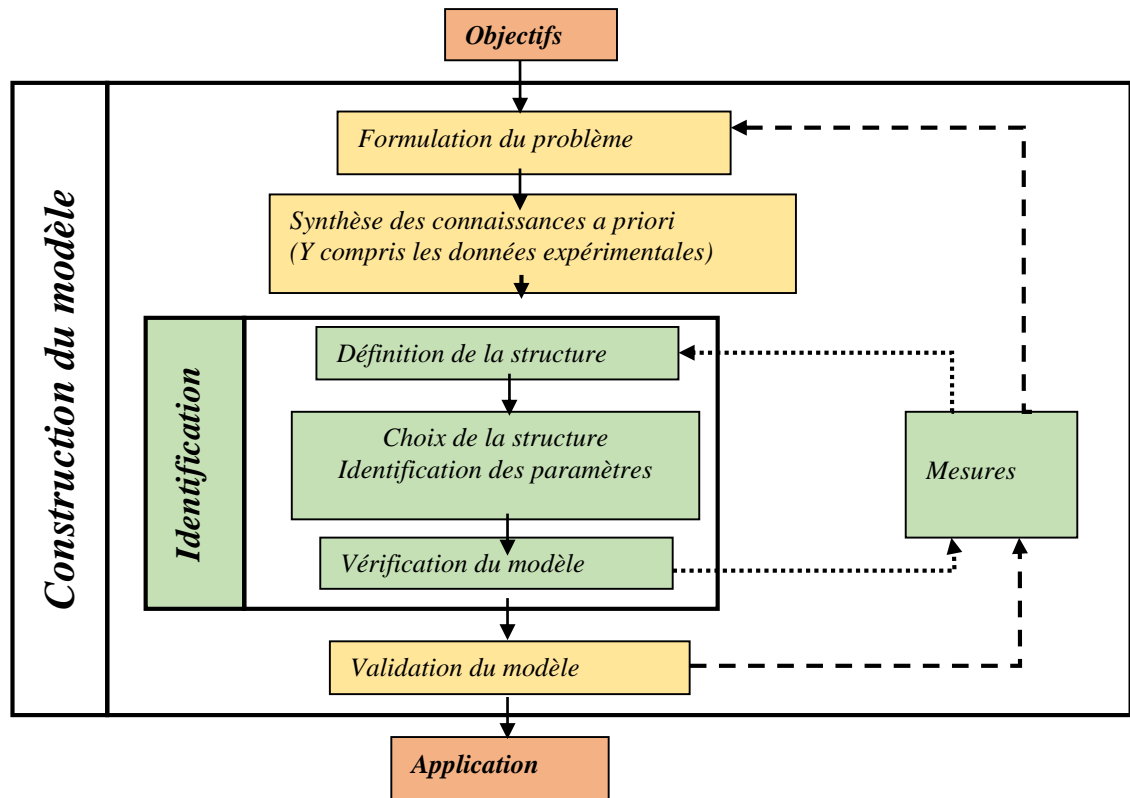 Objectifs
Construction du modèle
Formulation du problème
Synthèse des connaissances a priori
(Y compris les données expérimentales)
Identification
Définition de la structure
Choix de la structure
Identification des paramètres
Mesures
Vérification du modèle
Validation du modèle
Application